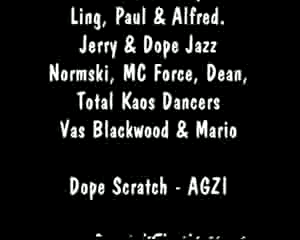 Ling, Paul & Alfred.
Jerry & Dope Jazz
Normski, MC Force, Dean,
Total Kaos Dancers
Vas Blackwood & Mario
Dope Scratch - AGZI